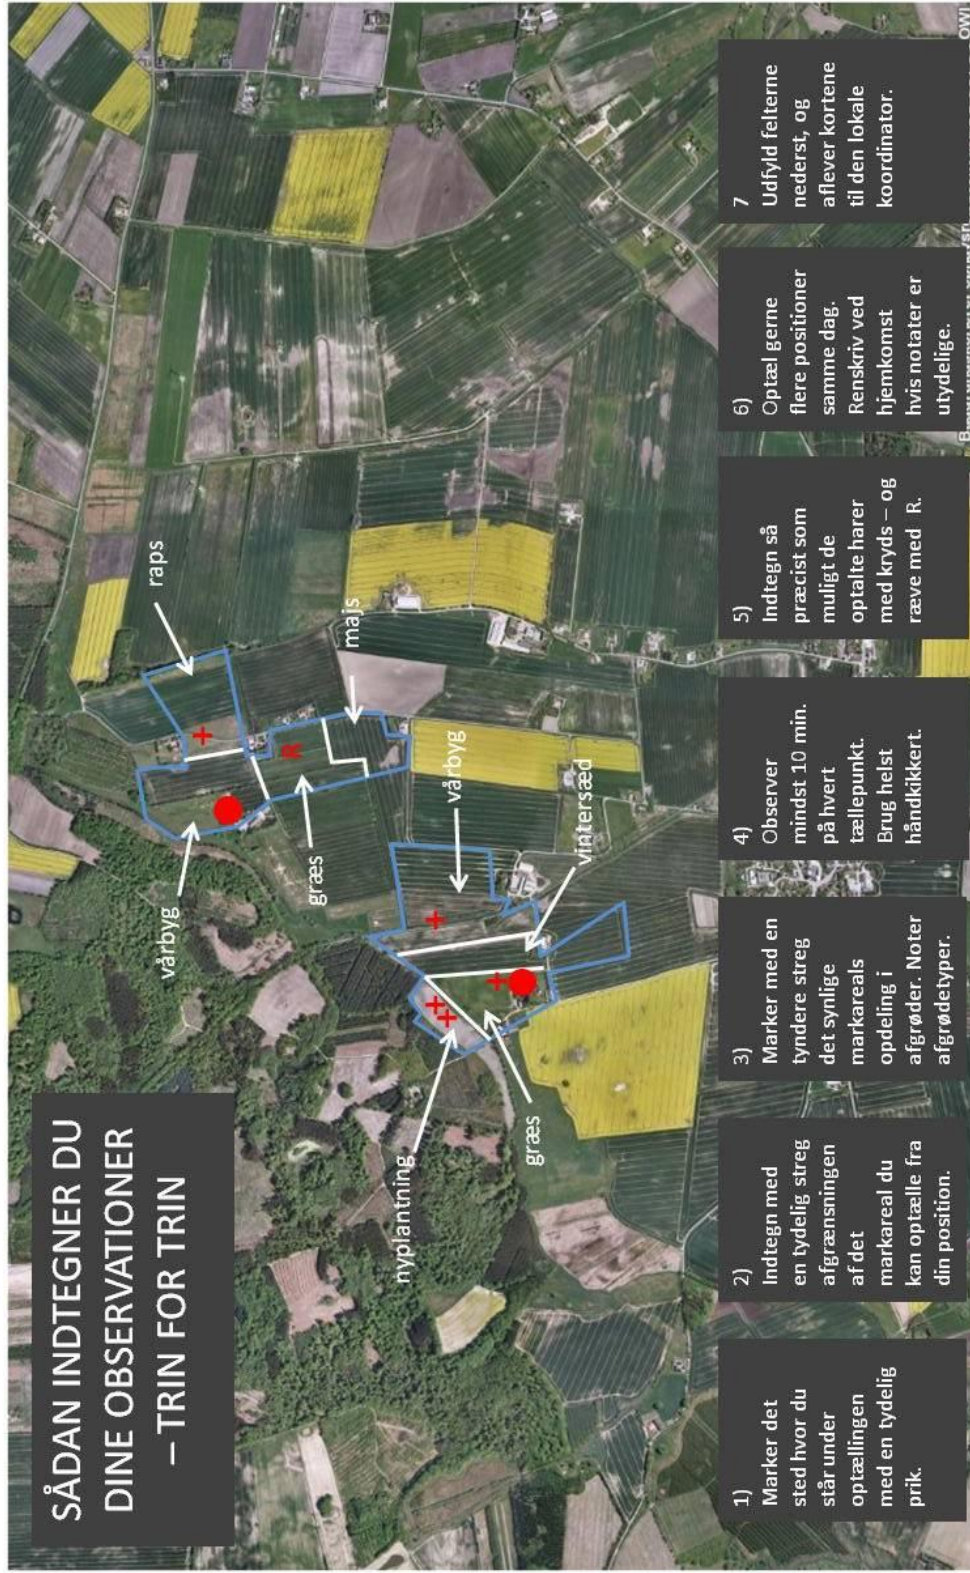 SÅDAN INDTEGNER DU
DINE OBSERVATIONER
– TRIN FOR TRIN
vårbyg
raps
græs
majs
nyplantning
græs
vårbyg
vintersæd
+
R
+
+
+
+
1)
Marker det
sted hvor du
står under
optællingen
med en tydelig
prik.
2)
Indtegn med
en tydelig streg
afgrænsningen
af det
markareal du
kan optælle fra
din position.
3)
Marker med en
tyndere streg
det synlige
markareals
opdeling i
afgrøder. Noter
afgrødetyper.
4)
Observer
mindst 10 min.
på hvert
tællepunkt.
Brug helst
håndkikkert.
5)
Indtegn så
præcist som
muligt de
optalte harer
med kryds – og
ræve med R.
6)
Optæl gerne
flere positioner
samme dag.
Renskriv ved
hjemkomst
hvis notater er
utydelige.
7
Udfyld felterne
nederst, og
aflever kortene
til den lokale
koordinator.